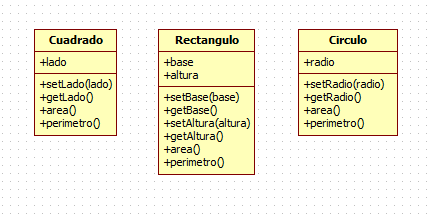 Cuadrado
+lado
+setLado(lado)
+getLado()
+area()
+perimetro()
Rectangulo
+base
+altura
+setBase(base)
+getBase()
+setAltura(altura)
+getAltura()
+area()
+perimetro()
Circulo
+radio
+setRadio(radio)
+getRadio()
+area()
+perimetro()